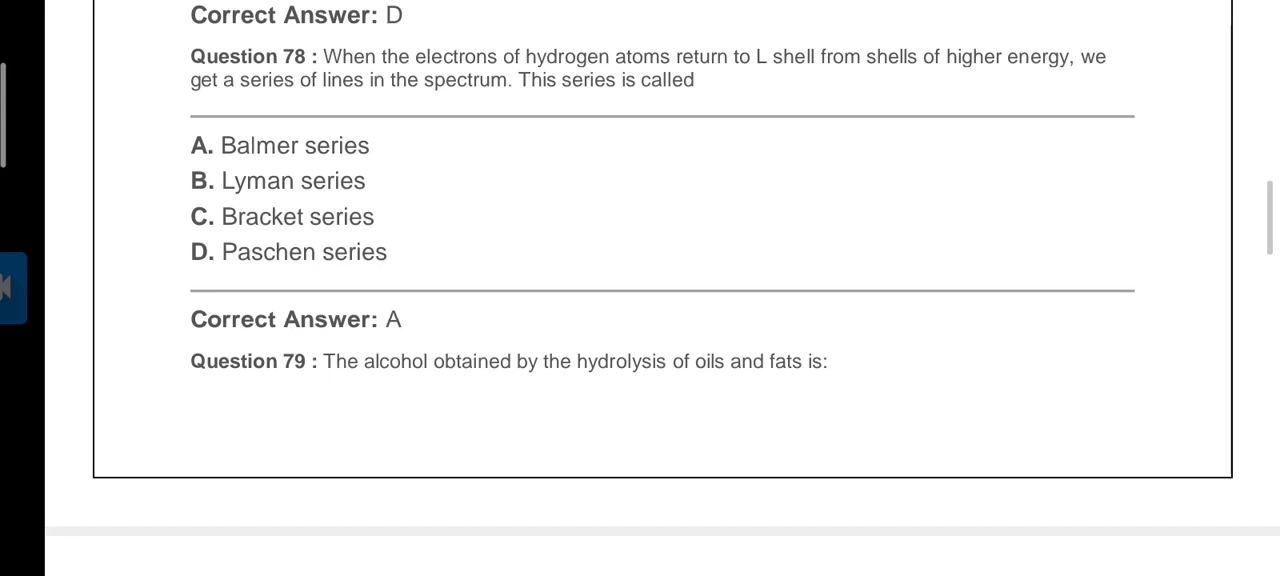 Correct Answer: D
Question 78 : When the electrons of hydrogen atoms return to L shell from shells of higher energy, we
get a series of lines in the spectrum. This series is called
A. Balmer series
B. Lyman series
C. Bracket series
D. Paschen series
Correct Answer: A
Question 79 : The alcohol obtained by the hydrolysis of oils and fats is: